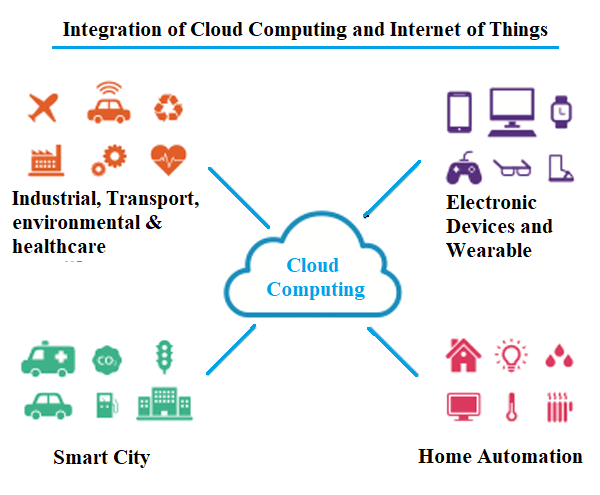 Integration of Cloud Computing and Internet of Things
Industrial, Transport,
environmental &
healthcare
Electronic
Devices and
Wearable
Cloud
Computing
CO2
Smart City
Home Automation